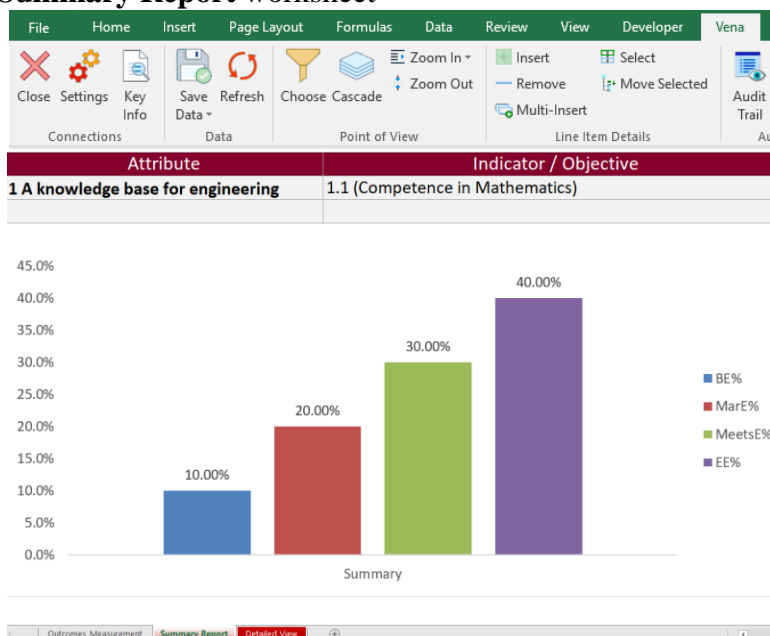 Summary Report worksheet
File Home Insert Page Layout Formulas Data Review View Developer Vena
Close Settings Key Info Save Data Refresh Choose Cascade Zoom In Zoom Out Insert Remove Multi-Insert Select Move Selected Audit Trail
Connections Data Point of View Line Item Details Au
Attribute Indicator / Objective
1 A knowledge base for engineering 1.1 (Competence in Mathematics)
45.0%
40.0% 40.00%
35.0%
30.0% 30.00%
25.0%
20.0% 20.00%
15.0%
10.0% 10.00%
5.0%
0.0%
BE%
MarE%
MeetsE%
EE%
Summary
Outcomes Measurement Summary Report Detailed View